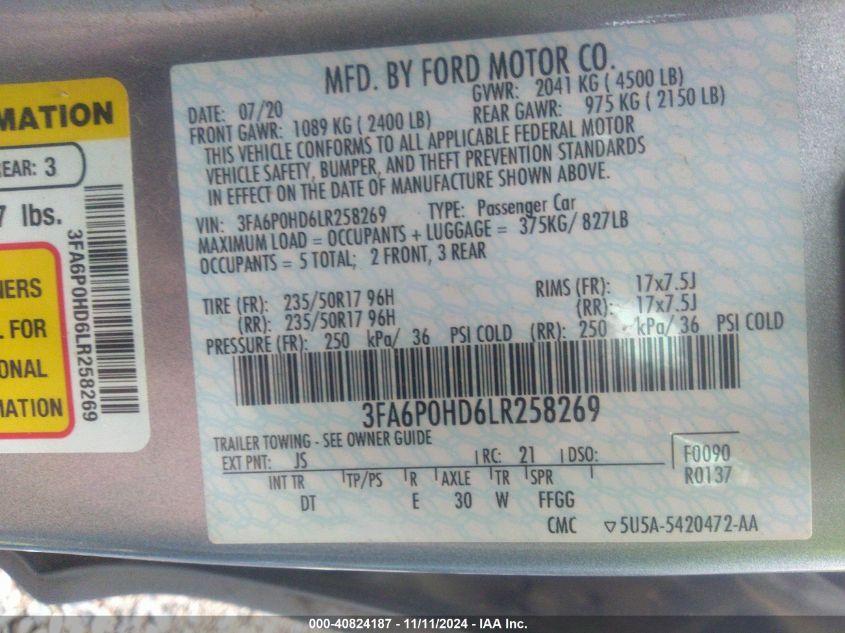 MATION
REAR: 3
7 lbs.
NERS
L FOR
ONAL
MATION
3FA6P0HD6LR258269
MFD. BY FORD MOTOR CO.
DATE: 07/20 GVWR: 2041 KG ( 4500 LB)
FRONT GAWR: 1089 KG ( 2400 LB) REAR GAWR: 975 KG ( 2150 LB)
THIS VEHICLE CONFORMS TO ALL APPLICABLE FEDERAL MOTOR
VEHICLE SAFETY, BUMPER, AND THEFT PREVENTION STANDARDS
IN EFFECT ON THE DATE OF MANUFACTURE SHOWN ABOVE.
VIN: 3FA6P0HD6LR258269 TYPE: Passenger Car
MAXIMUM LOAD = OCCUPANTS + LUGGAGE = 375KG/ 827LB
OCCUPANTS = 5 TOTAL; 2 FRONT, 3 REAR
TIRE (FR): 235/50R17 96H RIMS (FR): 17x7.5J
(RR): 235/50R17 96H (RR): 17x7.5J
PRESSURE (FR): 250 kPa/ 36 PSI COLD (RR): 250 kPa/ 36 PSI COLD
3FA6P0HD6LR258269
TRAILER TOWING - SEE OWNER GUIDE
EXT PNT: JS RC: 21 DSO: F0090
R0137
INT TR TP/PS R AXLE TR SPR
DT E 30 W FFGG
CMC ▽5U5A-5420472-AA
000-40824187 - 11/11/2024 - IAA Inc.